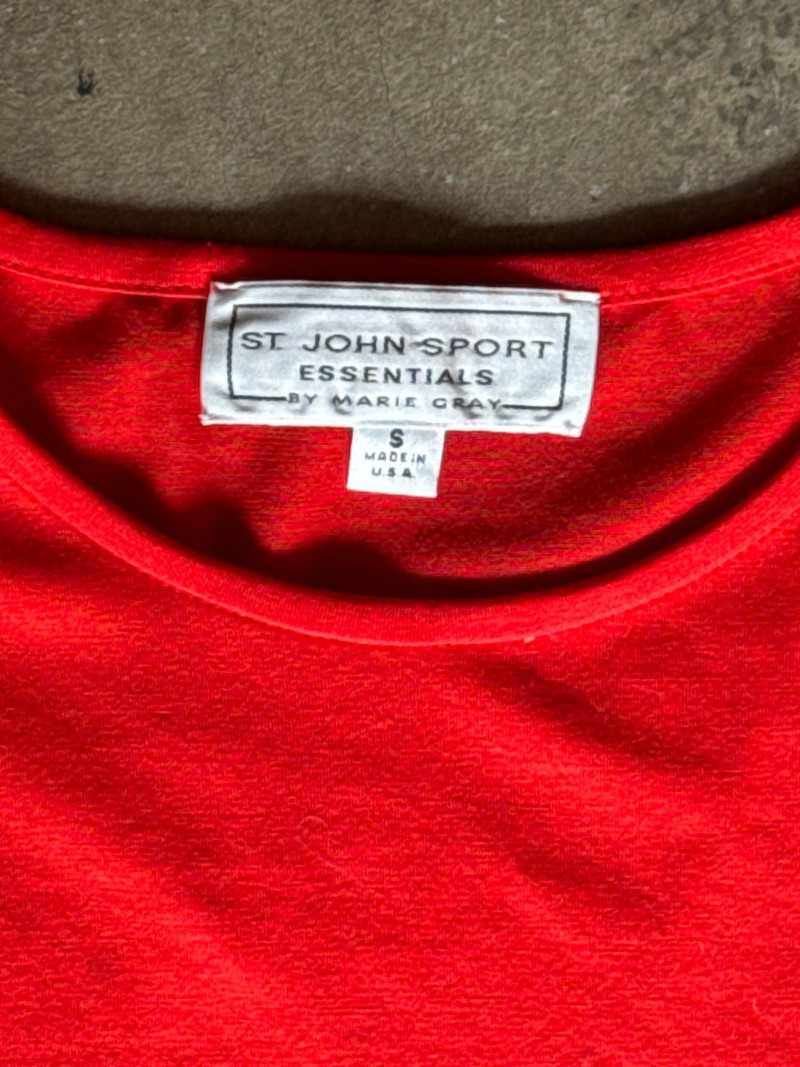 ST. JOHN SPORT
ESSENTIALS
BY MARIE GRAY
S
MADE IN
U.S.A.